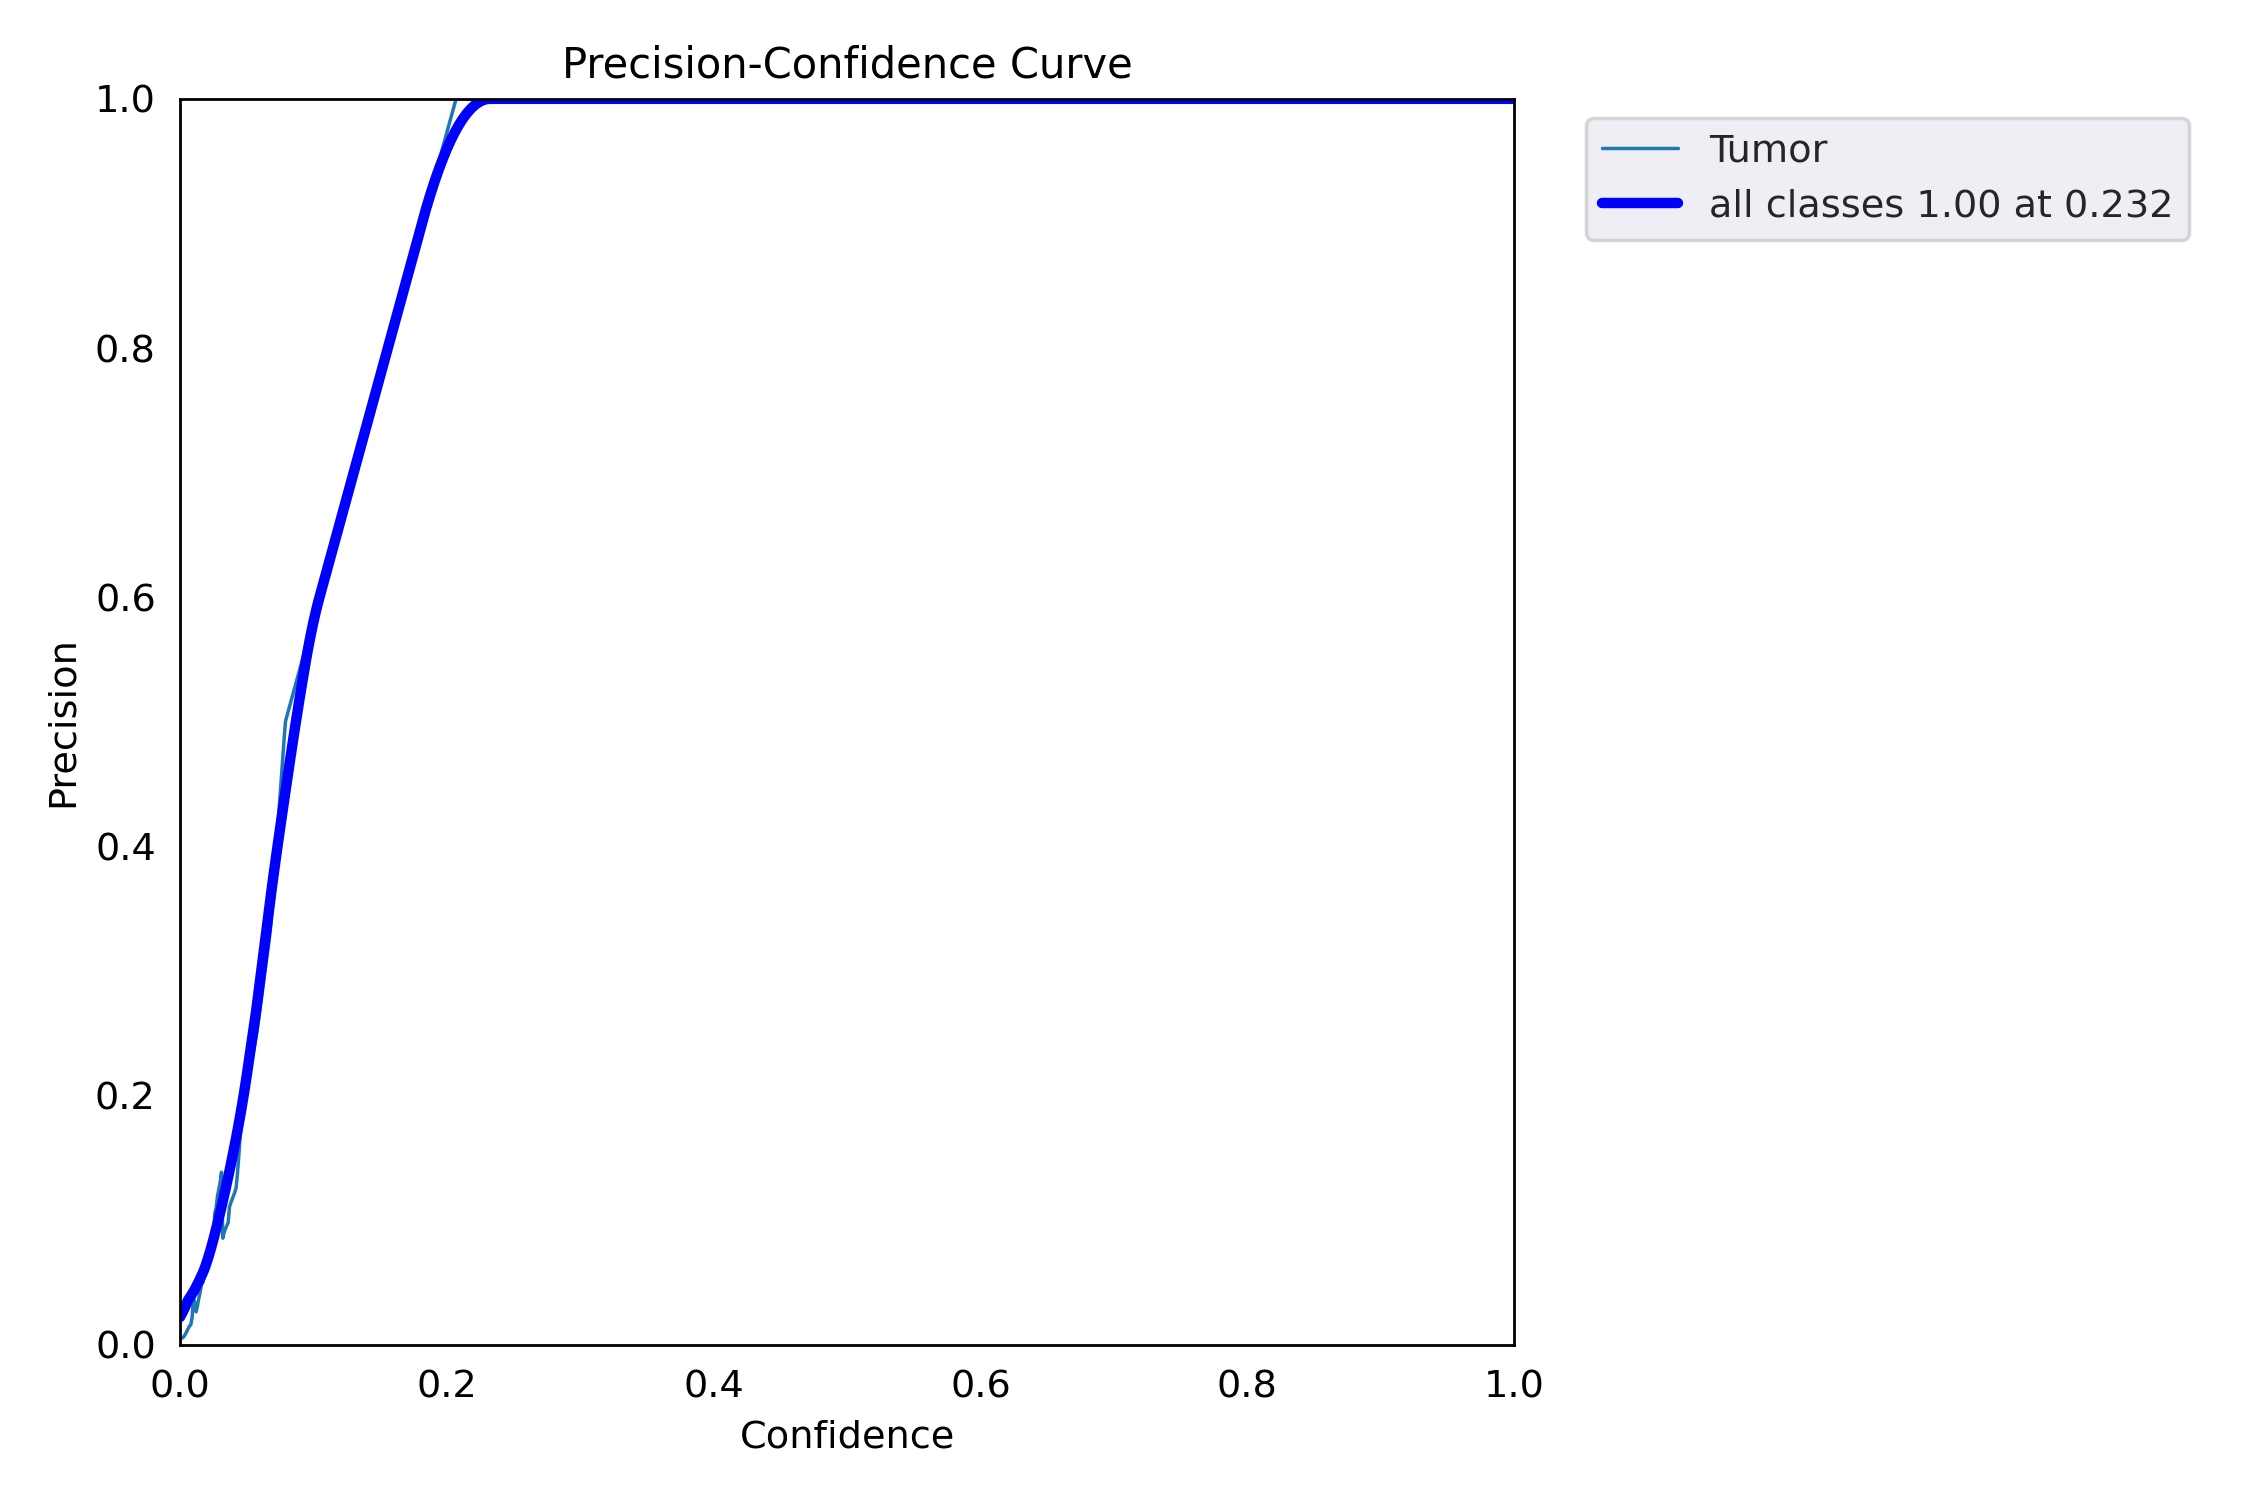 Precision-Confidence Curve
1.0
0.8
0.6
0.4
0.2
0.0
Precision
0.0 0.2 0.4 0.6 0.8 1.0
Confidence
Tumor
all classes 1.00 at 0.232